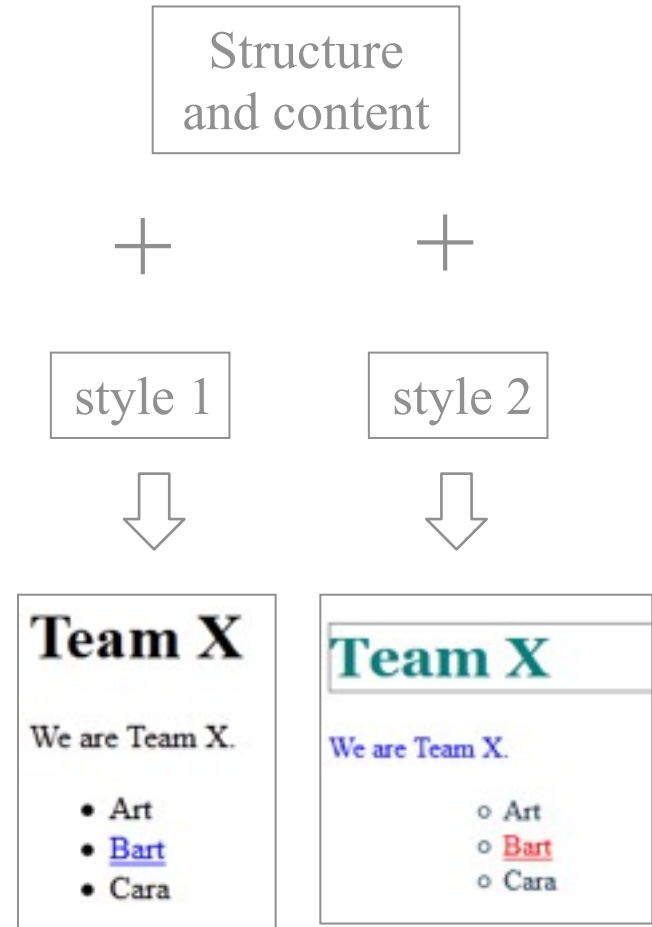 Structure
and content
+ +
style 1 style 2
Team X
We are Team X.
• Art
• Bart
• Cara
Team X
We are Team X.
○ Art
○ Bart
○ Cara